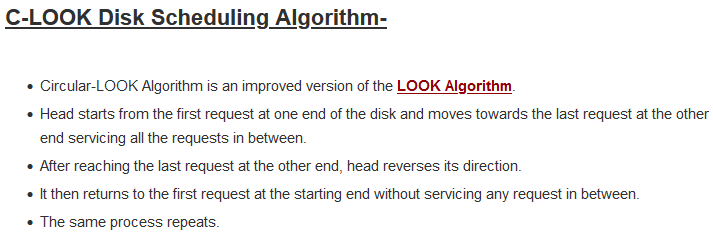 C-LOOK Disk Scheduling Algorithm-
• Circular-LOOK Algorithm is an improved version of the LOOK Algorithm.
• Head starts from the first request at one end of the disk and moves towards the last request at the other
end servicing all the requests in between.
• After reaching the last request at the other end, head reverses its direction.
• It then returns to the first request at the starting end without servicing any request in between.
• The same process repeats.